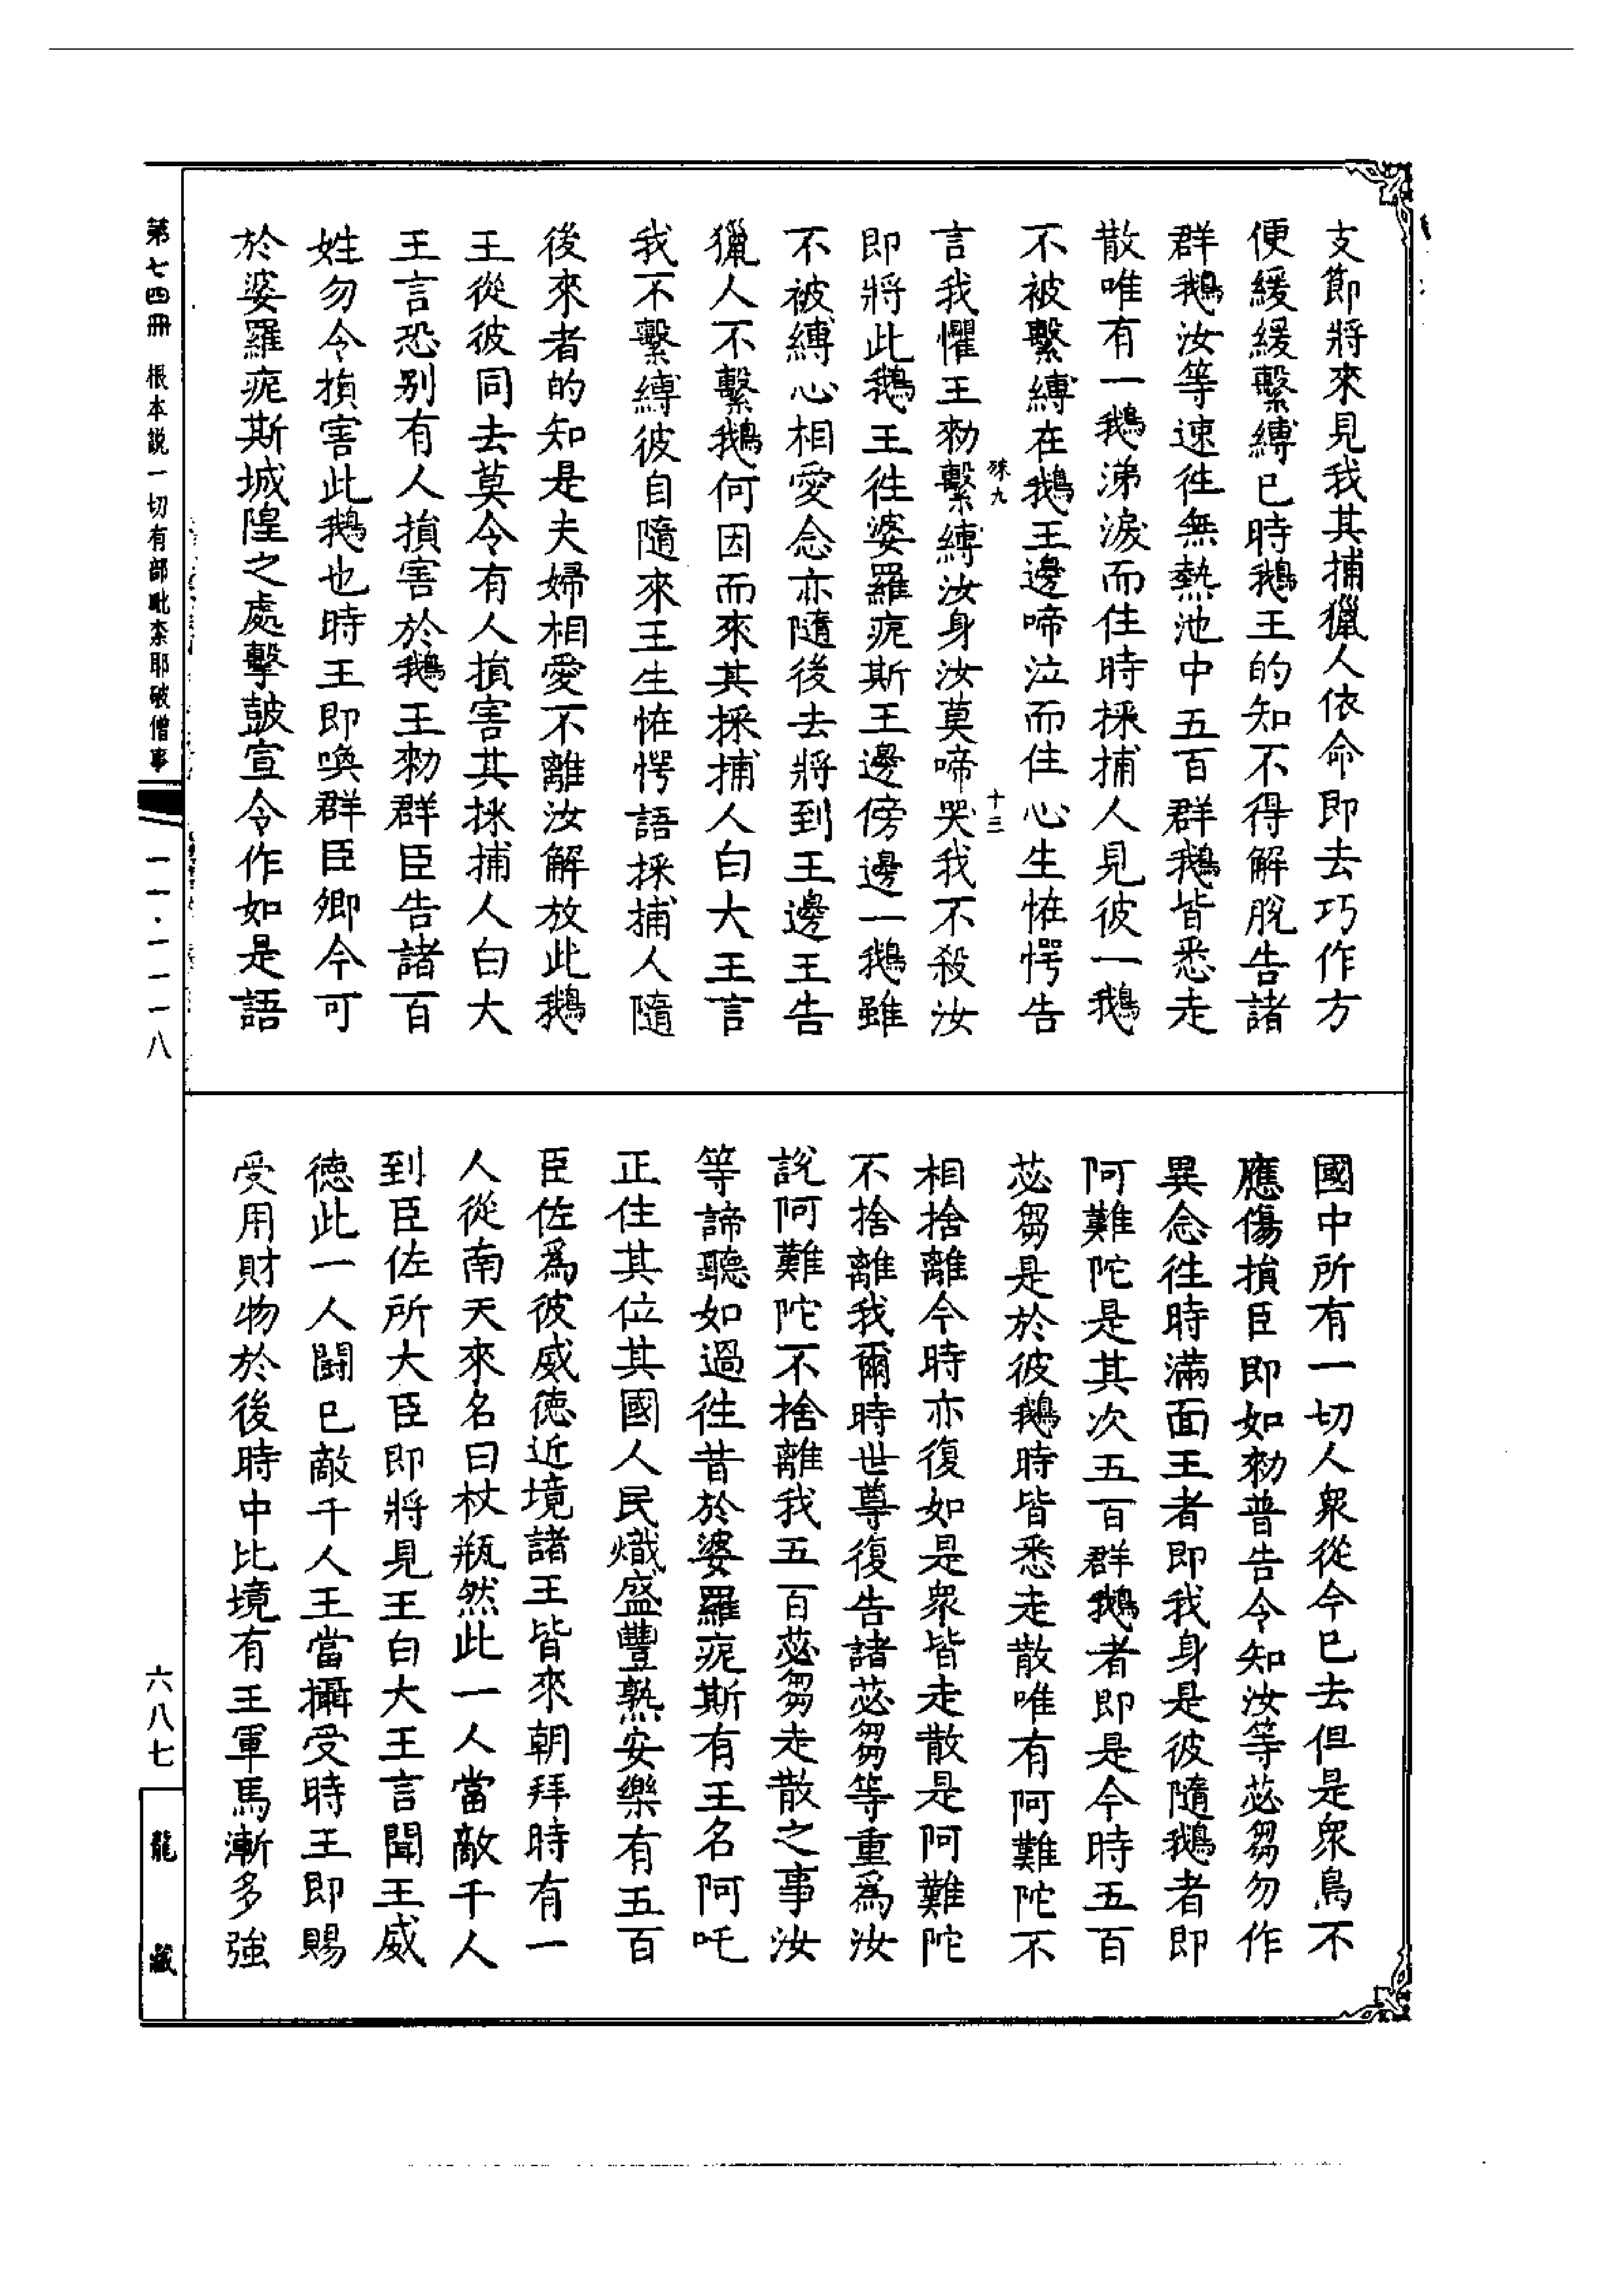 支節將來見我其捕獵人依命即去巧作方
便緩緩繫縛已時鵝王的知不得解脫告諸
群鵝汝等速往無熱池中五百群鵝皆悉走
散唯有一鵝涕淚而住時採捕人見彼一鵝
不被繫縛在鵝王邊啼泣而住心生恠愕告
殊九
十三
言我懼王勑繫縛汝身汝莫啼哭我不殺汝
即將此鵝王往婆羅痆斯王邊傍邊一鵝雖
不被縛心相愛念亦隨後去將到王邊王告
獵人不繫鵝何因而來其採捕人白大王言
我不繫縛彼自隨來王生恠愕語採捕人隨
後來者的知是夫婦相愛不離汝解放此鵝
王從彼同去莫令有人損害其採捕人白大
王言恐別有人損害於鵝王勑群臣告諸百
姓勿令損害此鵝也時王即喚群臣卿今可
於婆羅痆斯城隍之處擊鼓宣令作如是語
國中所有一切人衆從今已去但是衆鳥不
應傷損臣即如勑普告令知汝等苾芻勿作
異念往時滿面王者即我身是彼隨鵝者即
阿難陀是其次五百群鵝者即是今時五百
苾芻是於彼鵝時皆悉走散唯有阿難陀不
相捨離今時亦復如是衆皆走散是阿難陀
不捨離我爾時世尊復告諸苾芻等重爲汝
說阿難陀不捨離我五百苾芻走散之事汝
等諦聽如過往昔於婆羅痆斯有王名阿吒
正住其位其國人民熾盛豐熟安樂有五百
臣佐爲彼威德近境諸王皆來朝拜時有一
人從南天來名曰杖瓶然此一人當敵千人
到臣佐所大臣即將見王白大王言聞王威
德此一人鬪已敵千人王當攝受時王即賜
受用財物於後時中比境有王軍馬漸多強
第七四冊 根本說一切有部毗柰耶破僧事
一一·一一一八
六八七
龍藏